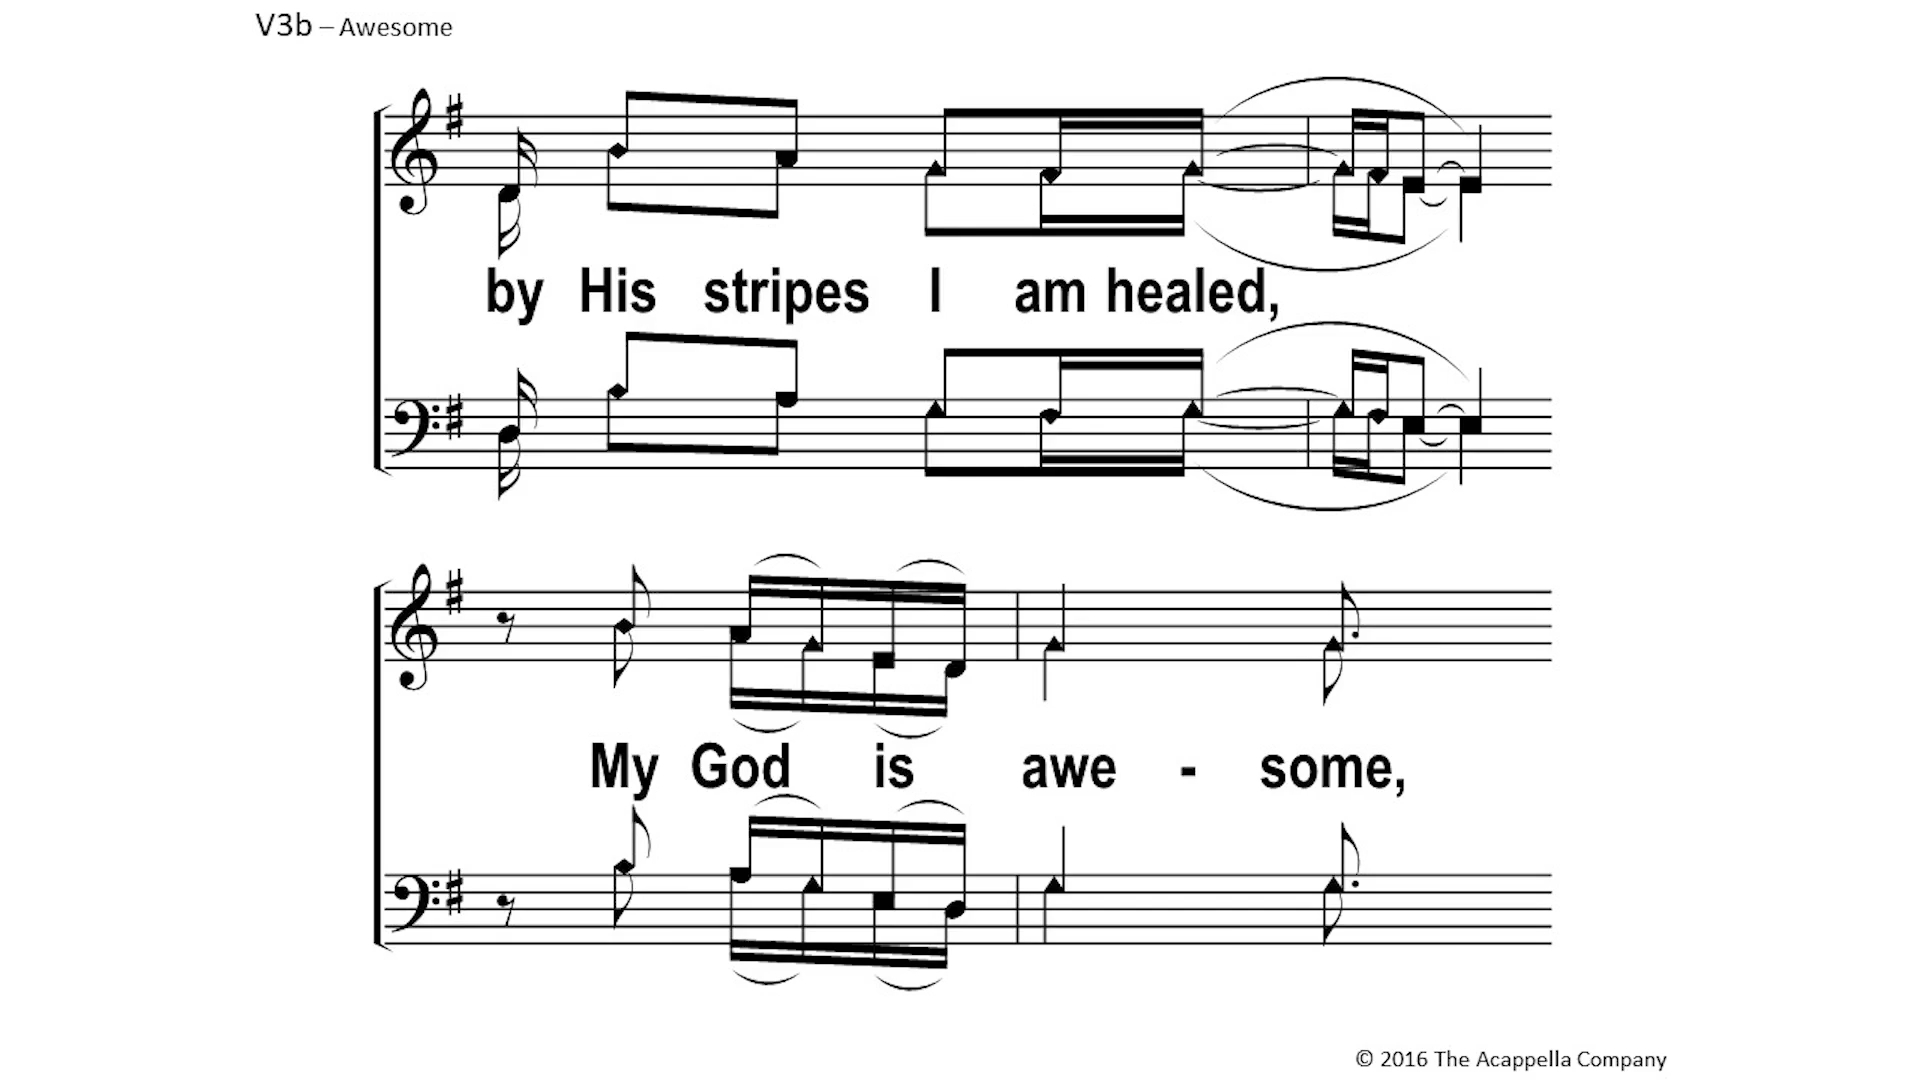 V3b – Awesome
by His stripes I am healed,
My God is awe - some,
© 2016 The Acappella Company